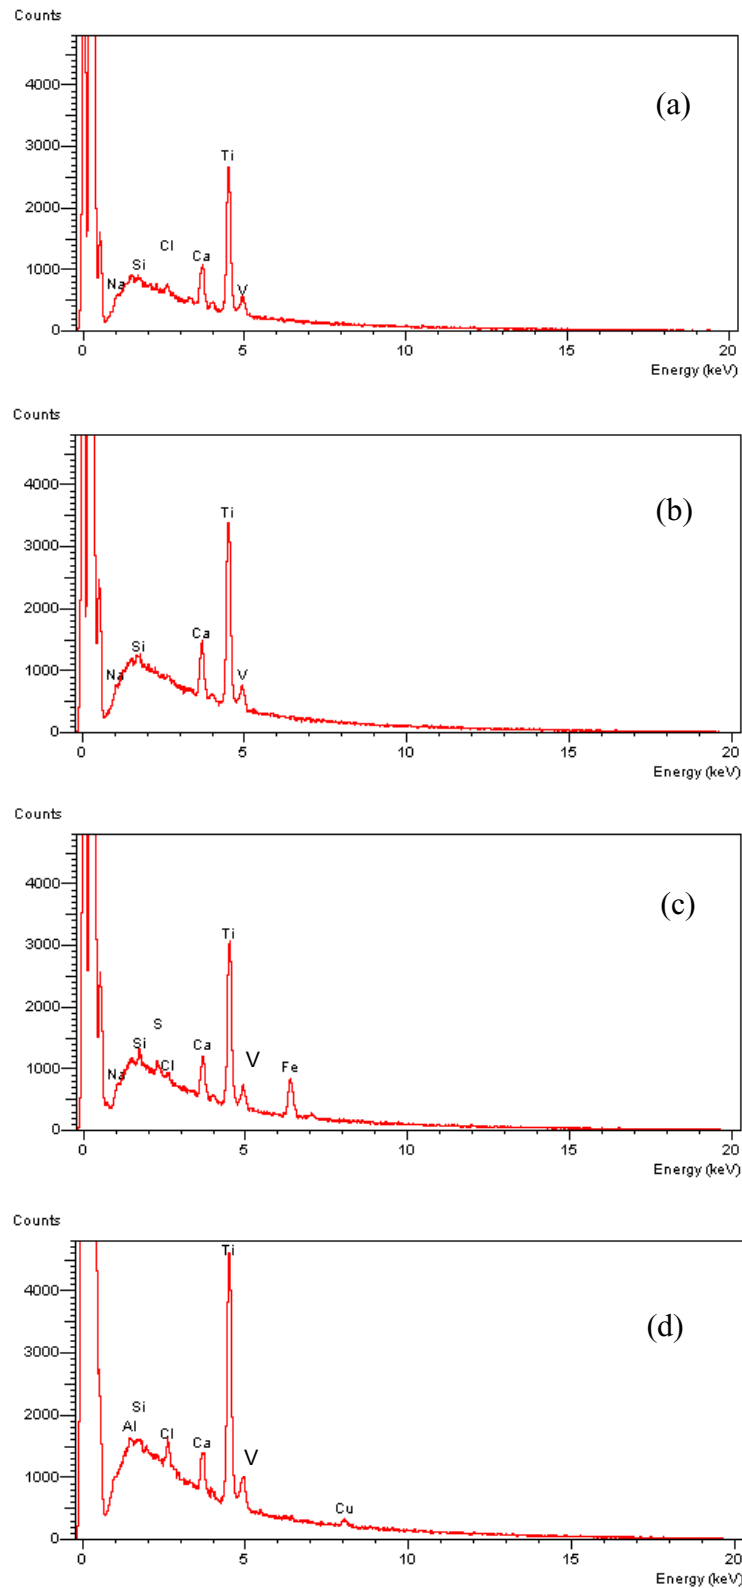 Counts
(a)
4000
3000
2000
1000
0
Na
Si
Cl
Ca
Ti
V
0 5 10 15 20
Energy (keV)
Counts
(b)
4000
3000
2000
1000
0
Na
Si
Ca
Ti
V
0 5 10 15 20
Energy (keV)
Counts
(c)
4000
3000
2000
1000
0
Na
Si
S
Cl
Ca
Ti
V
Fe
0 5 10 15 20
Energy (keV)
Counts
(d)
4000
3000
2000
1000
0
Al
Si
Cl
Ca
Ti
V
Cu
0 5 10 15 20
Energy (keV)